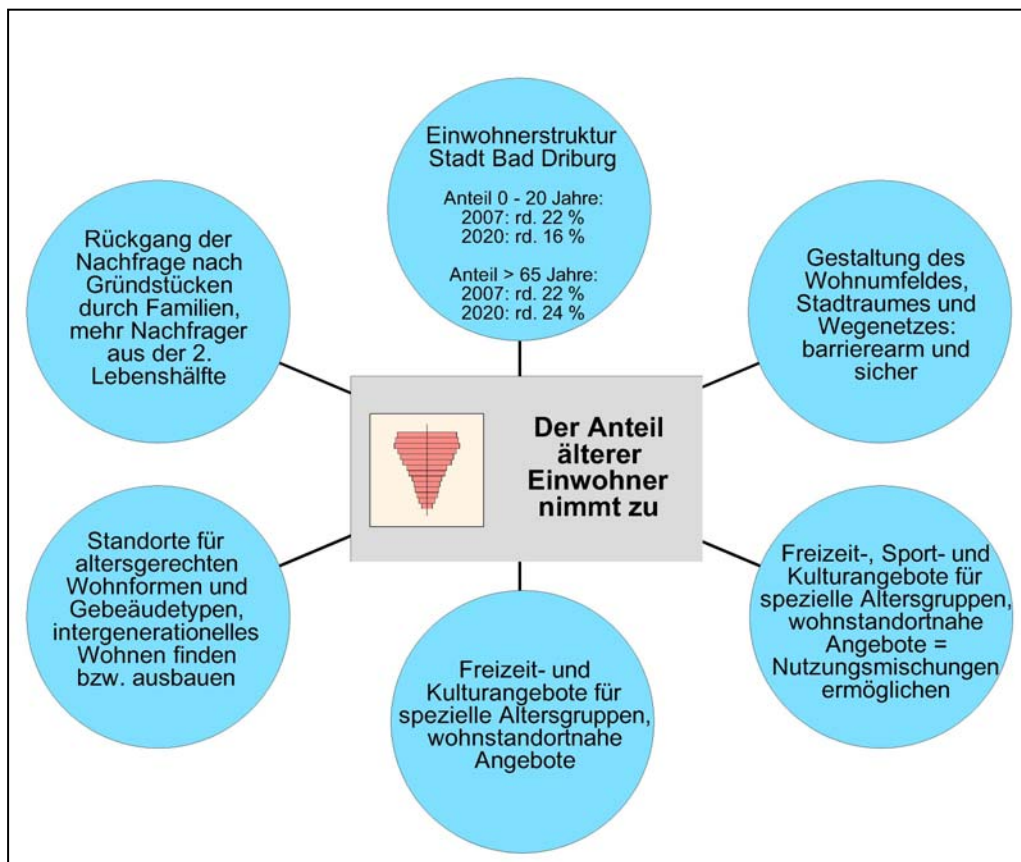 Einwohnerstruktur
Stadt Bad Driburg
Anteil 0 - 20 Jahre:
2007: rd. 22 %
2020: rd. 16 %
Anteil > 65 Jahre:
2007: rd. 22 %
2020: rd. 24 %
Rückgang der
Nachfrage nach
Gründstücken
durch Familien,
mehr Nachfrager
aus der 2.
Lebenshälfte
Gestaltung des
Wohnumfeldes,
Stadtraumes und
Wegenetzes:
barrierearm und
sicher
Der Anteil
älterer
Einwohner
nimmt zu
Standorte für
altersgerechten
Wohnformen und
Gebeäudetypen,
intergenerationelles
Wohnen finden
bzw. ausbauen
Freizeit- und
Kulturangebote für
spezielle Altersgruppen,
wohnstandortnahe
Angebote
Freizeit-, Sport- und
Kulturangebote für
spezielle Altersgruppen,
wohnstandortnahe
Angebote =
Nutzungsmischungen
ermöglichen